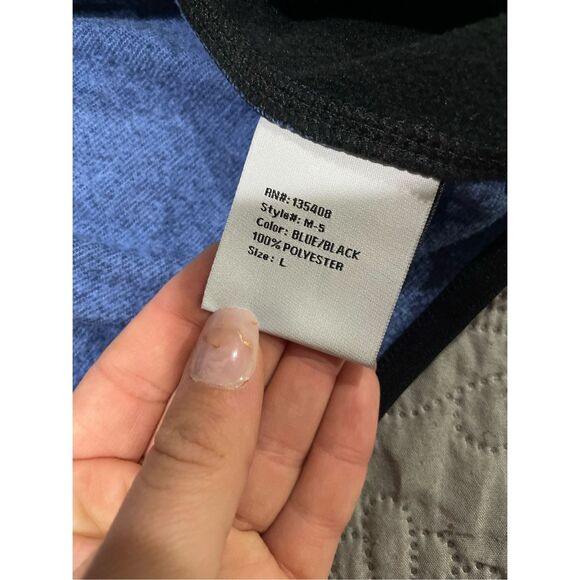 RN#: 135408
Style#: M-5
Color: BLUE/BLACK
100% POLYESTER
Size: L